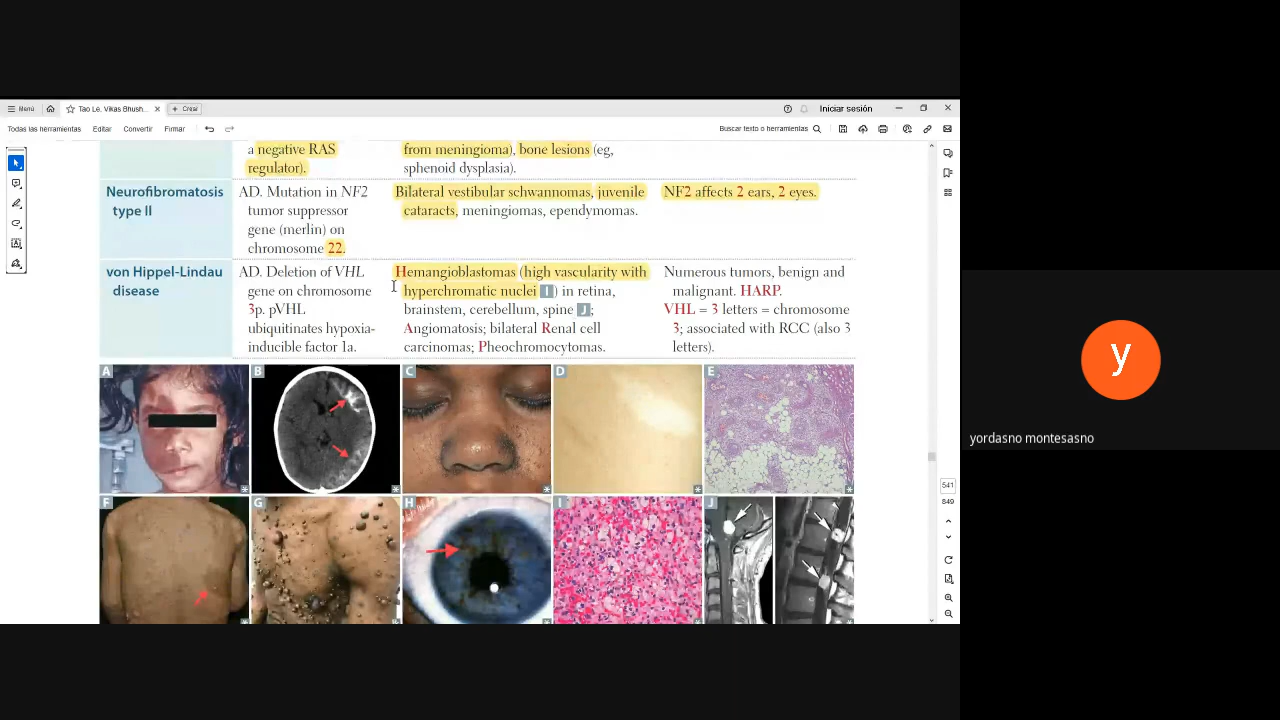 Menú
Tao Le, Vikas Bhush...
Crear
Iniciar sesión
Todas las herramientas
Editar
Convertir
Firmar
Buscar texto o herramientas
a negative RAS
regulator).
from meningioma), bone lesions (eg,
sphenoid dysplasia).
Neurofibromatosis
type II
AD. Mutation in NF2
tumor suppressor
gene (merlin) on
chromosome 22.
Bilateral vestibular schwannomas, juvenile
cataracts, meningiomas, ependymomas.
NF2 affects 2 ears, 2 eyes.
von Hippel-Lindau
disease
AD. Deletion of VHL
gene on chromosome
3p. pVHL
ubiquitinates hypoxia-
inducible factor 1a.
Hemangioblastomas (high vascularity with
hyperchromatic nuclei I) in retina,
brainstem, cerebellum, spine J;
Angiomatosis; bilateral Renal cell
carcinomas; Pheochromocytomas.
Numerous tumors, benign and
malignant. HARP.
VHL = 3 letters = chromosome
3; associated with RCC (also 3
letters).
A
B
C
D
E
F
G
H
I
J
541
849
y
yordasno montesasno